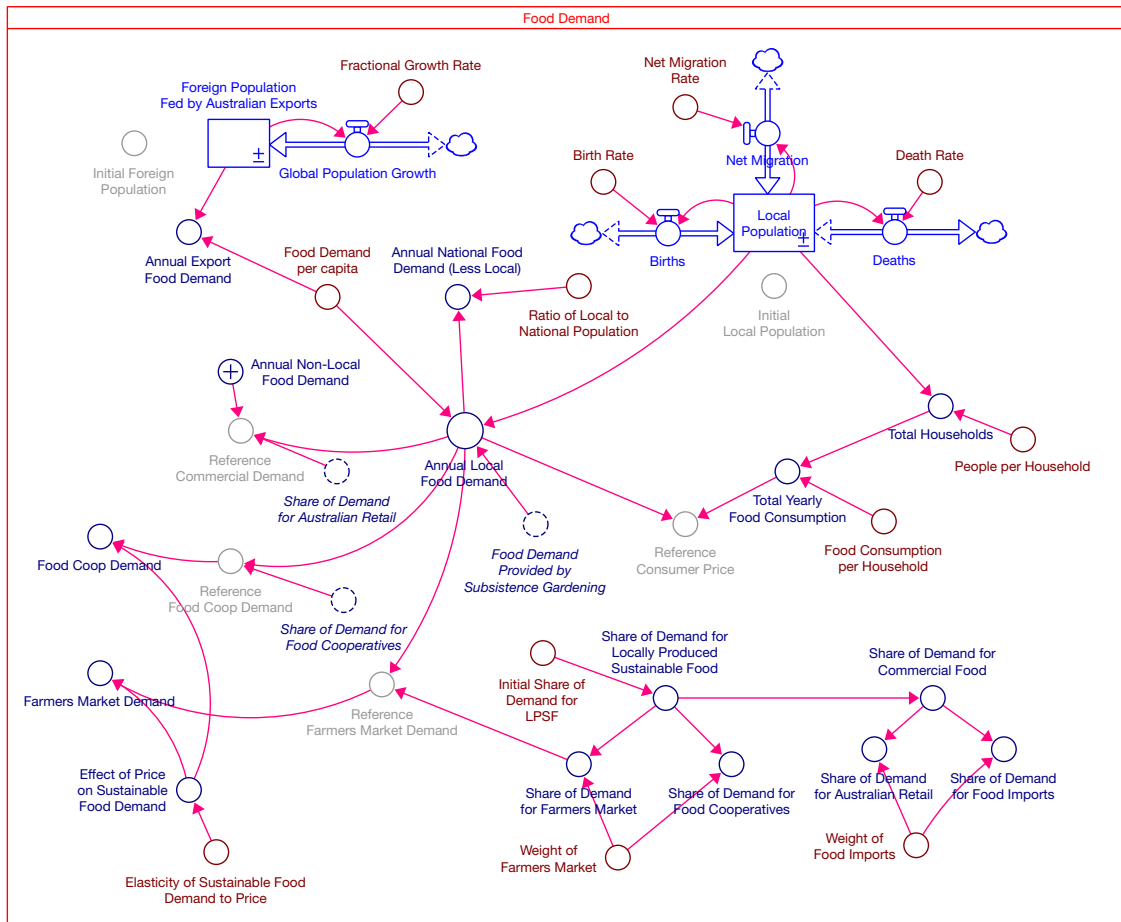 Food Demand
Fractional Growth Rate
Net Migration
Rate
Foreign Population
Fed by Australian Exports
Initial Foreign
Population
Global Population Growth
Birth Rate
Net Migration
Death Rate
Local
Population
Births
Deaths
Annual Export
Food Demand
Food Demand
per capita
Annual National Food
Demand (Less Local)
Ratio of Local to
National Population
Initial
Local Population
Annual Non-Local
Food Demand
Total Households
Reference
Commercial Demand
Annual Local
Food Demand
People per Household
Share of Demand
for Australian Retail
Total Yearly
Food Consumption
Food Coop Demand
Food Demand
Provided by
Subsistence Gardening
Reference
Consumer Price
Food Consumption
per Household
Reference
Food Coop Demand
Share of Demand for
Food Cooperatives
Share of Demand for
Locally Produced
Sustainable Food
Share of Demand for
Commercial Food
Farmers Market Demand
Initial Share of
Demand for
LPSF
Reference
Farmers Market Demand
Effect of Price
on Sustainable
Food Demand
Share of Demand
for Farmers Market
Share of Demand for
Food Cooperatives
Share of Demand
for Australian Retail
Share of Demand
for Food Imports
Weight of
Farmers Market
Weight of
Food Imports
Elasticity of Sustainable Food
Demand to Price